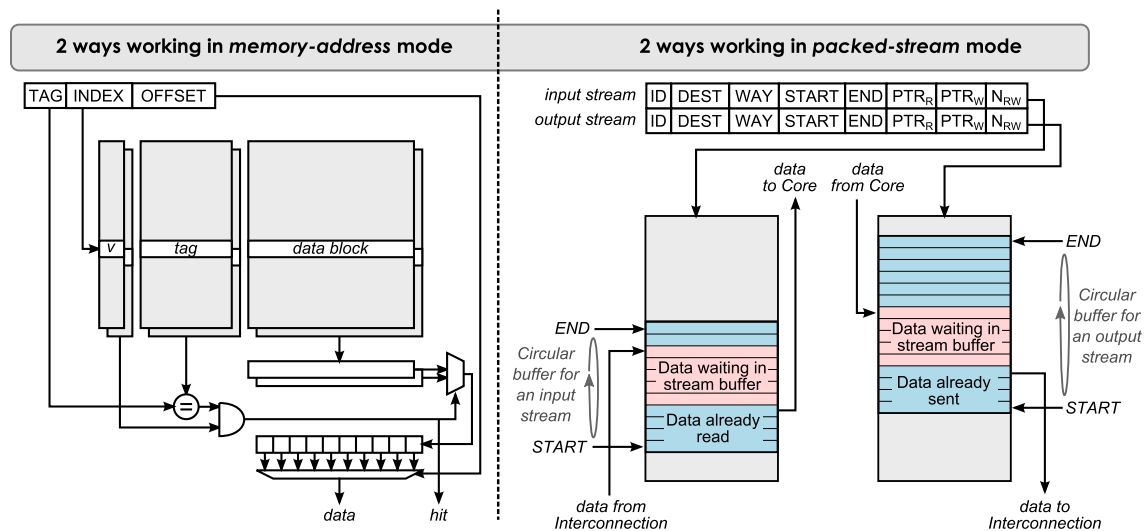 2 ways working in memory-address mode
2 ways working in packed-stream mode
TAG INDEX OFFSET
input stream ID DEST WAY START END PTR_R PTR_W N_RW
output stream ID DEST WAY START END PTR_R PTR_W N_RW
data
to Core
data
from Core
v tag data block
END
Circular
buffer for
an output
stream
START
END
Circular
buffer for
an input
stream
START
Data waiting in
stream buffer
Data already
read
Data waiting in
stream buffer
Data already
sent
=
data hit
data from
Interconnection
data to
Interconnection